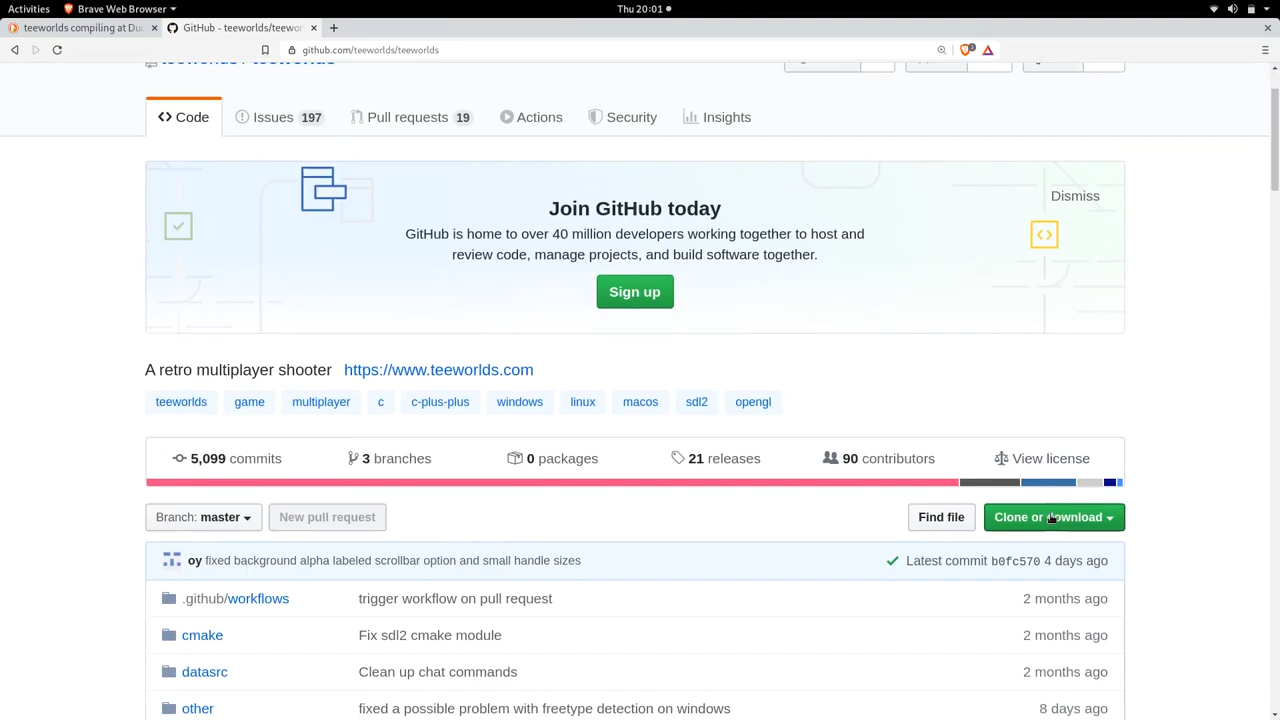 Activities Brave Web Browser Thu 20:01
teeworlds compiling at Du GitHub - teeworlds/teewor
github.com/teeworlds/teeworlds
Code Issues 197 Pull requests 19 Actions Security Insights
Dismiss
Join GitHub today
GitHub is home to over 40 million developers working together to host and
review code, manage projects, and build software together.
Sign up
A retro multiplayer shooter https://www.teeworlds.com
teeworlds game multiplayer c c-plus-plus windows linux macos sdl2 opengl
5,099 commits 3 branches 0 packages 21 releases 90 contributors View license
Branch: master New pull request Find file Clone or download
oy fixed background alpha labeled scrollbar option and small handle sizes Latest commit b0fc570 4 days ago
.github/workflows trigger workflow on pull request 2 months ago
cmake Fix sdl2 cmake module 2 months ago
datasrc Clean up chat commands 2 months ago
other fixed a possible problem with freetype detection on windows 8 days ago